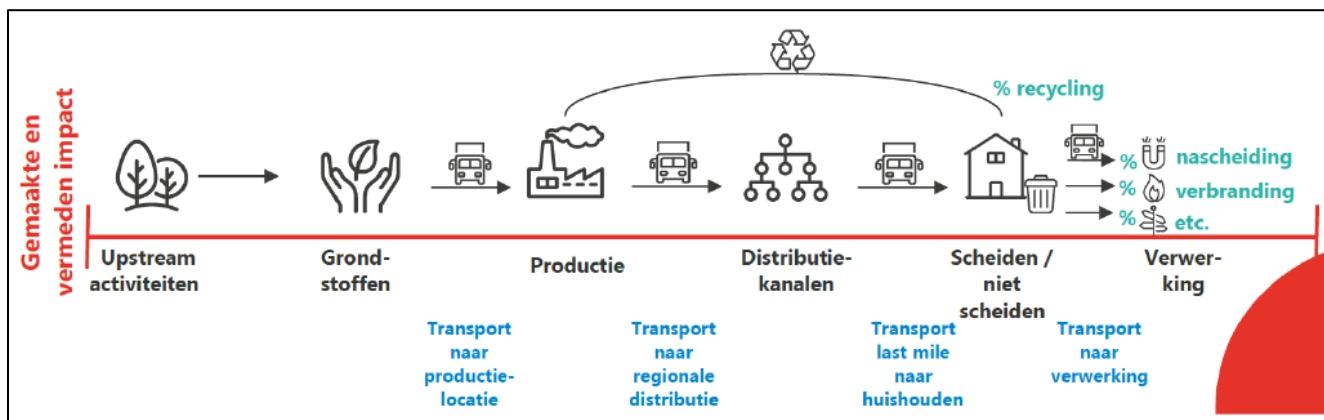 Gemaakte en
vermeden impact
% recycling
% nascheiding
% verbranding
% etc.
Upstream
activiteiten
Grond-
stoffen
Productie
Distributie-
kanalen
Scheiden /
niet
scheiden
Verwer-
king
Transport
naar
productie-
locatie
Transport
naar
regionale
distributie
Transport
last mile
naar
huishouden
Transport
naar
verwerking